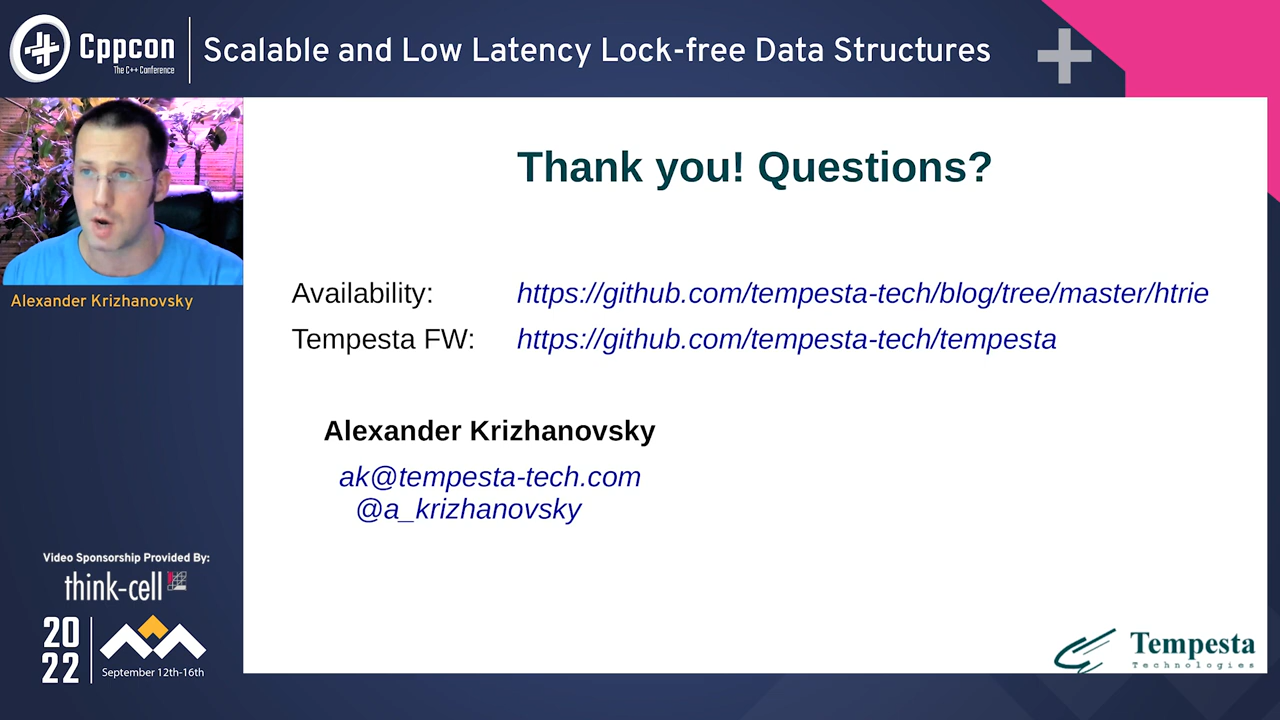 Cppcon
The C++ Conference
Scalable and Low Latency Lock-free Data Structures
Alexander Krizhanovsky
Thank you! Questions?
Availability: https://github.com/tempesta-tech/blog/tree/master/htrie
Tempesta FW: https://github.com/tempesta-tech/tempesta
Alexander Krizhanovsky
ak@tempesta-tech.com
@a_krizhanovsky
Video Sponsorship Provided By:
think-cell
20
22
September 12th-16th
Tempesta
Technologies